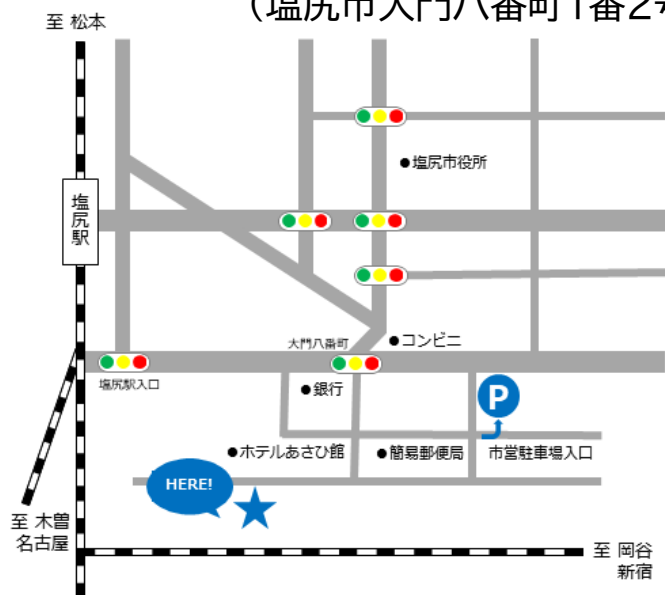 (塩尻市大門八番町1番2号
至 松本
塩尻駅
●塩尻市役所
●コンビニ
大門八番町
塩尻駅入口
●銀行
P
●ホテルあさひ館
●簡易郵便局
市営駐車場入口
HERE!
至 木曽
名古屋
至 岡谷
新宿